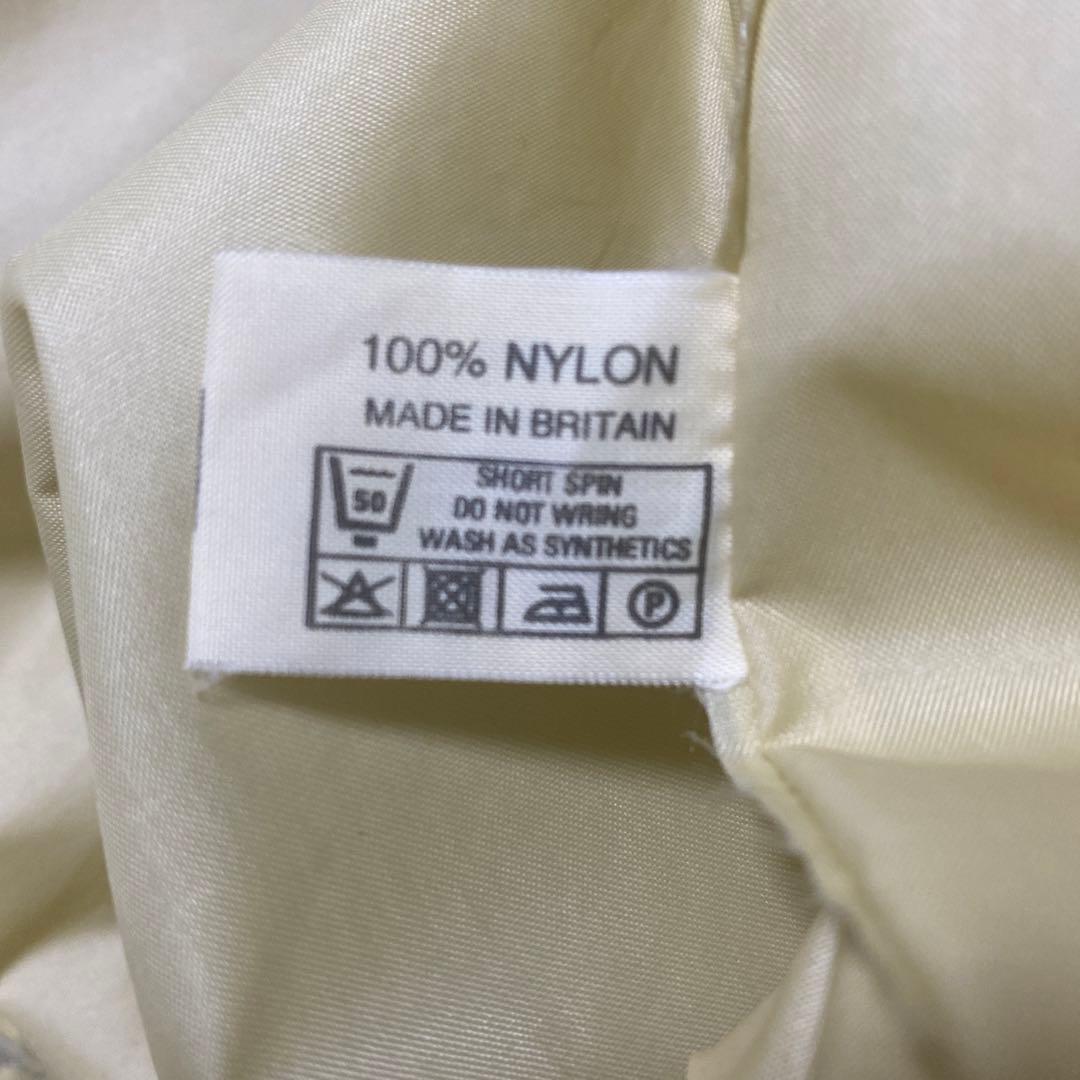 100% NYLON
MADE IN BRITAIN
50
SHORT SPIN
DO NOT WRING
WASH AS SYNTHETICS
P